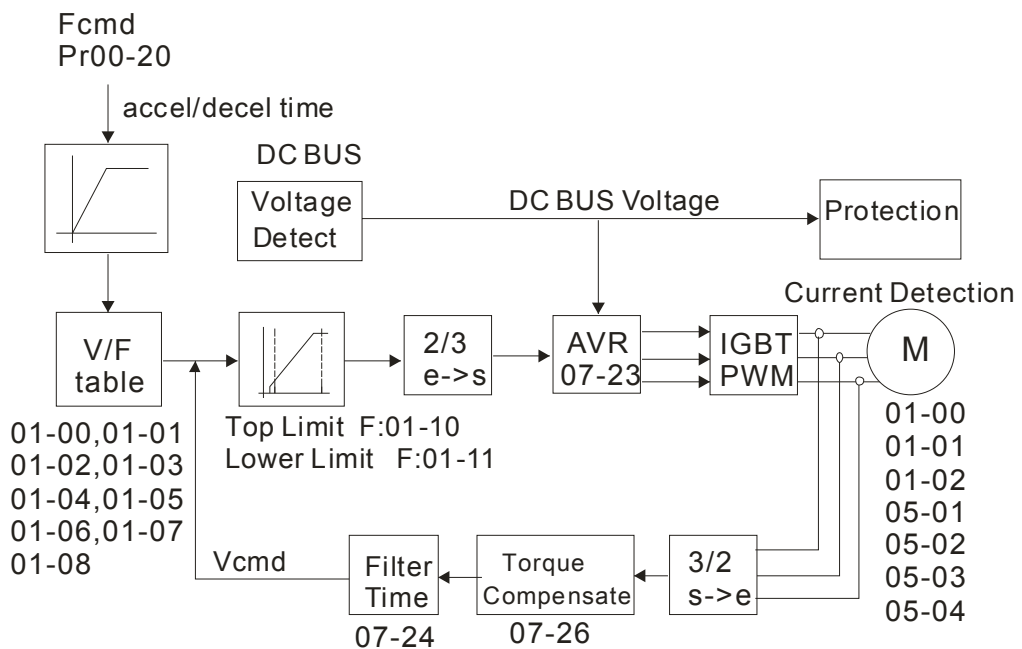 Fcmd
Pr00-20
accel/decel time
DC BUS
Voltage
Detect
DC BUS Voltage
Protection
Current Detection
V/F
table
2/3
e->s
AVR
07-23
IGBT
PWM
M
01-00,01-01
01-02,01-03
01-04,01-05
01-06,01-07
01-08
Top Limit F:01-10
Lower Limit F:01-11
01-00
01-01
01-02
05-01
05-02
05-03
05-04
Vcmd
Filter
Time
07-24
Torque
Compensate
07-26
3/2
s->e